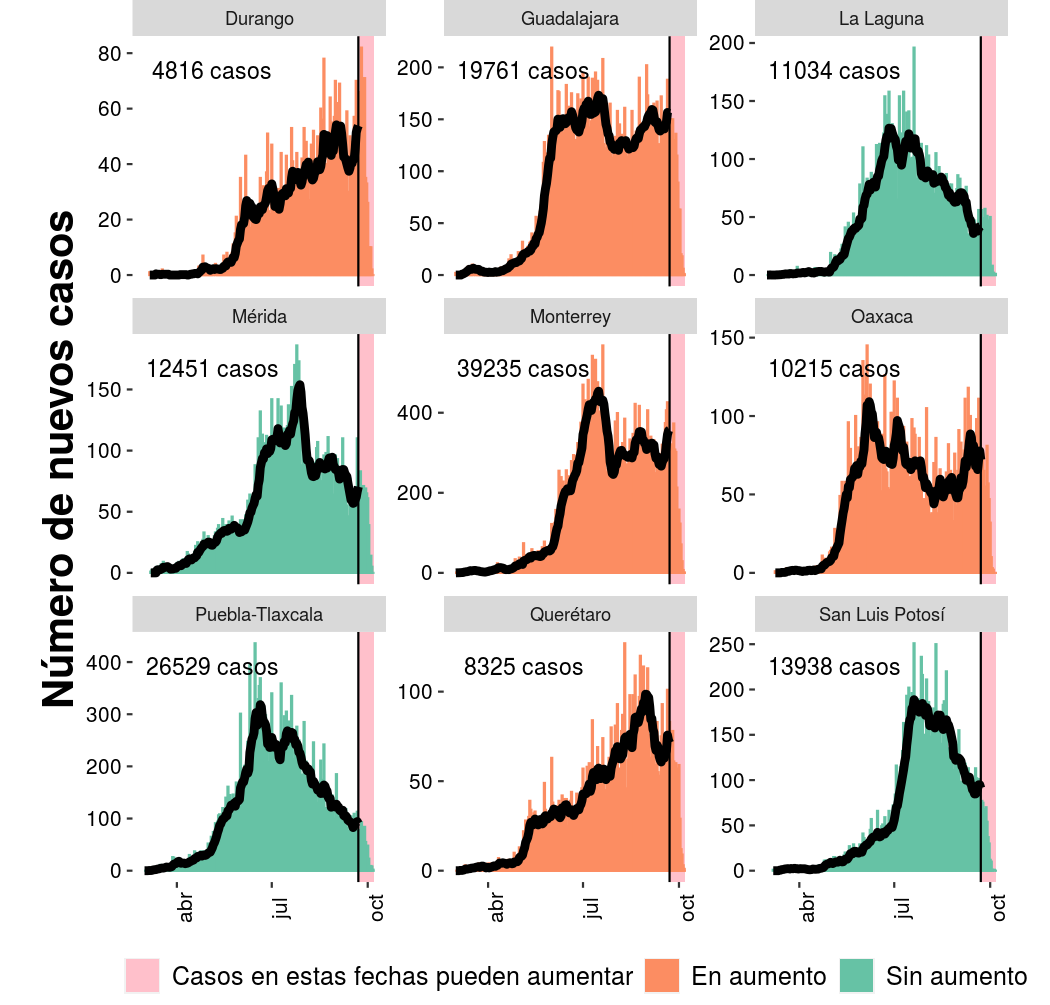 Número de nuevos casos
Durango
Guadalajara
La Laguna
4816 casos
19761 casos
11034 casos
80
60
40
20
0
200
150
100
50
0
200
150
100
50
0
Mérida
Monterrey
Oaxaca
12451 casos
39235 casos
10215 casos
150
100
50
0
400
200
0
150
100
50
0
Puebla-Tlaxcala
Querétaro
San Luis Potosí
26529 casos
8325 casos
13938 casos
400
300
200
100
0
100
50
0
250
200
150
100
50
0
abr
jul
oct
abr
jul
oct
abr
jul
oct
Casos en estas fechas pueden aumentar
En aumento
Sin aumento